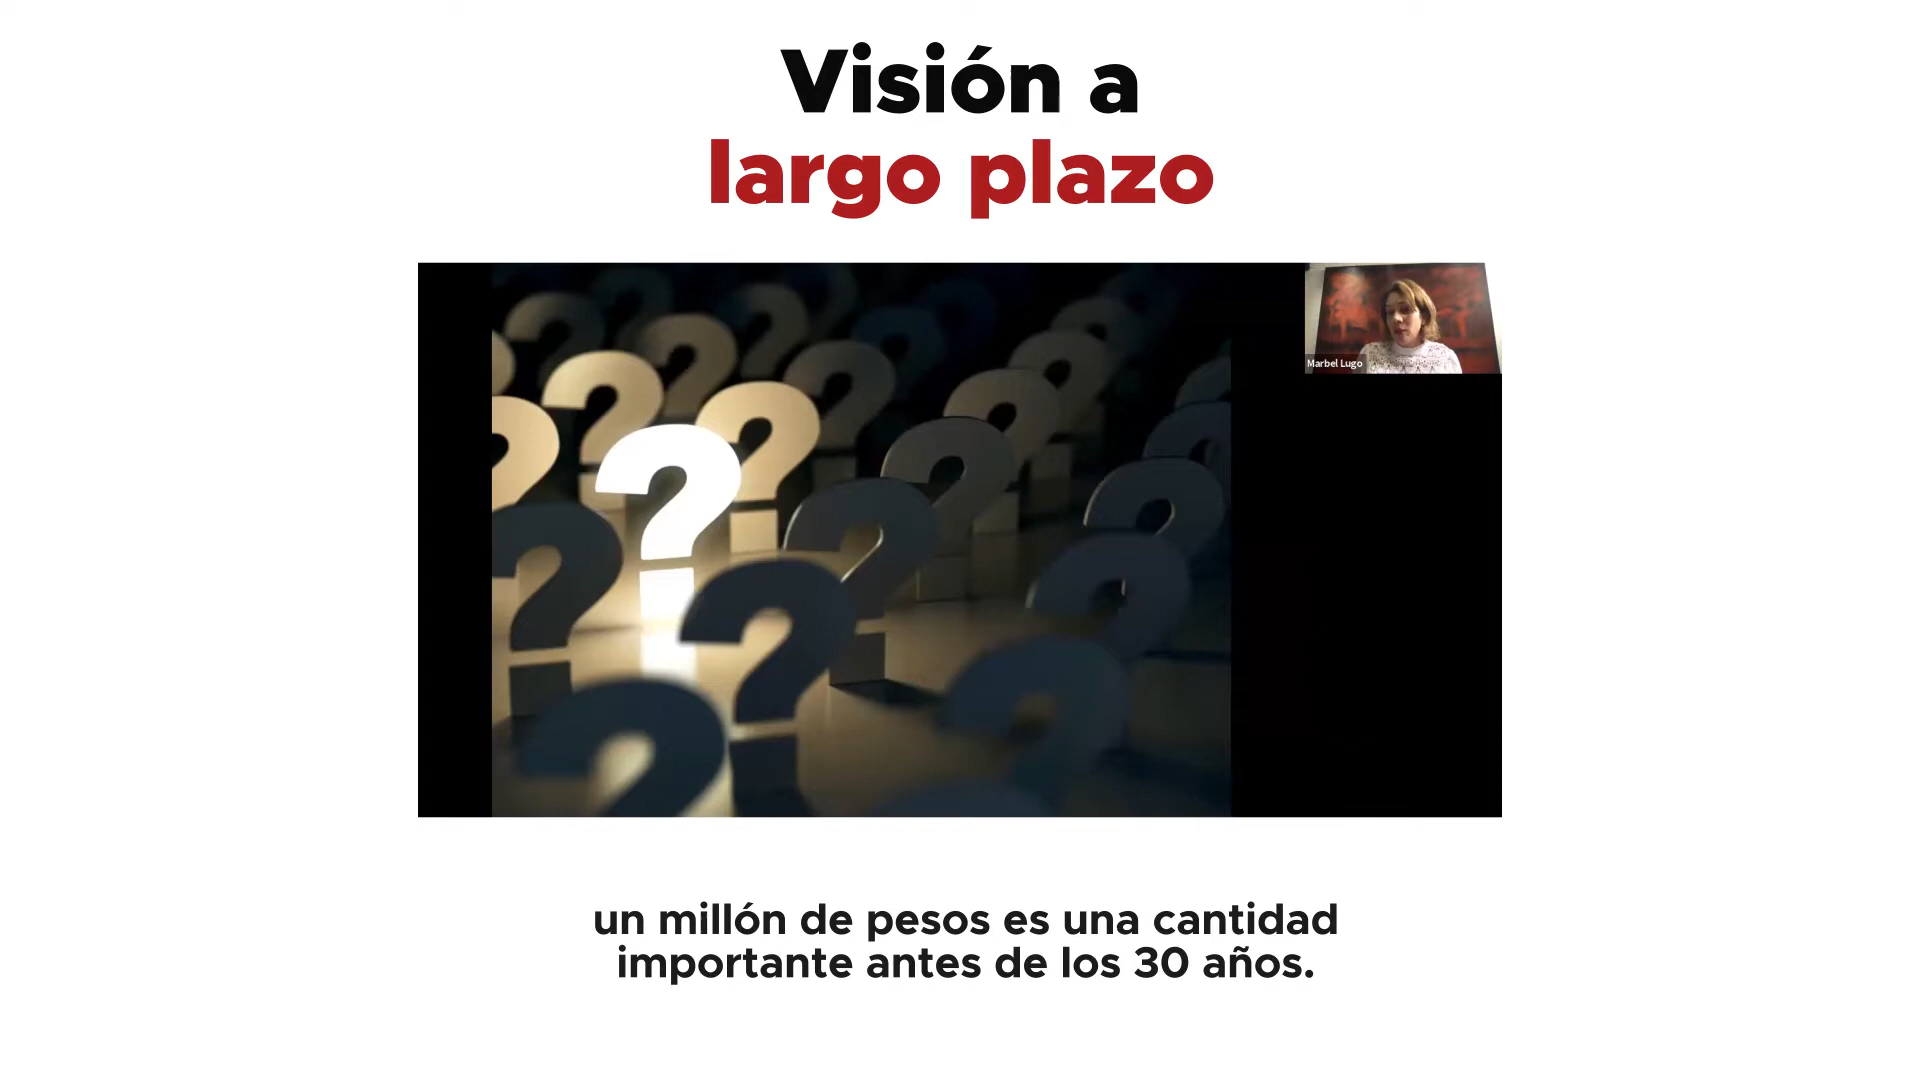 Visión a
largo plazo
Marbel Lugo
un millón de pesos es una cantidad
importante antes de los 30 años.